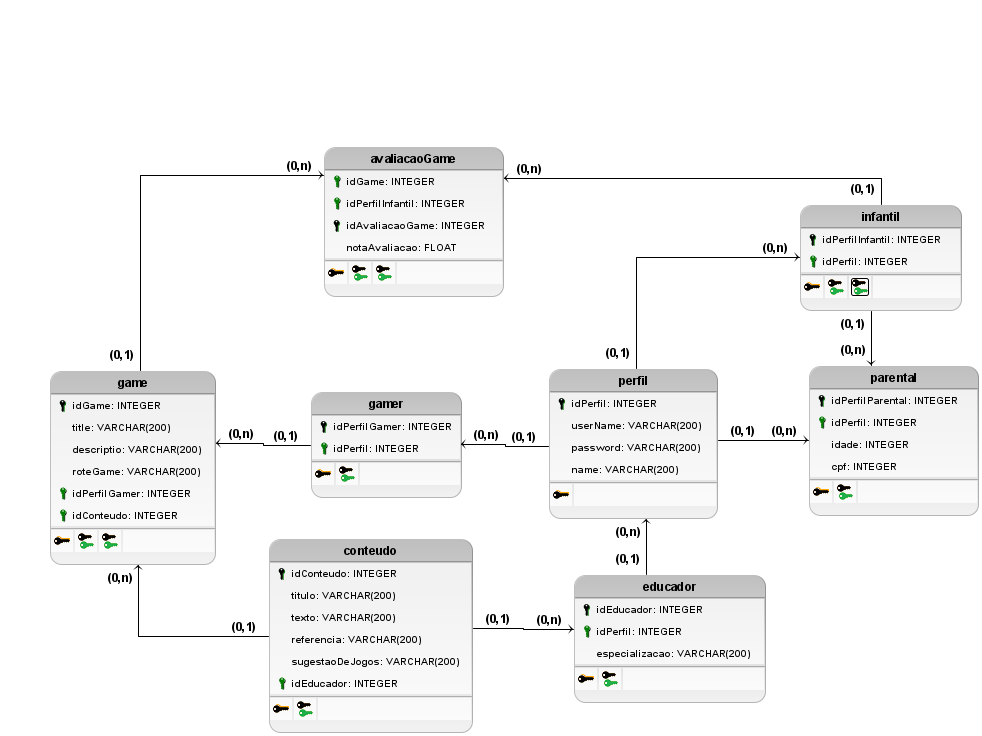 avaliacaoGame
(0,n)
(0,n)
idGame: INTEGER
idPerfilInfantil: INTEGER
idAvaliacaoGame: INTEGER
notaAvaliacao: FLOAT
(0,1)
infantil
idPerfilInfantil: INTEGER
idPerfil: INTEGER
(0,n)
(0,1)
(0,n)
(0,1)
(0,1)
game
idGame: INTEGER
title: VARCHAR(200)
descriptio: VARCHAR(200)
roteGame: VARCHAR(200)
idPerfilGamer: INTEGER
idConteudo: INTEGER
(0,n)
(0,1)
gamer
idPerfilGamer: INTEGER
idPerfil: INTEGER
(0,n)
(0,1)
perfil
idPerfil: INTEGER
userName: VARCHAR(200)
password: VARCHAR(200)
name: VARCHAR(200)
(0,1)
(0,n)
parental
idPerfilParental: INTEGER
idPerfil: INTEGER
idade: INTEGER
cpf: INTEGER
(0,n)
(0,1)
(0,n)
(0,1)
conteudo
idConteudo: INTEGER
titulo: VARCHAR(200)
texto: VARCHAR(200)
referencia: VARCHAR(200)
sugestaoDeJogos: VARCHAR(200)
idEducador: INTEGER
(0,1)
(0,n)
educador
idEducador: INTEGER
idPerfil: INTEGER
especializacao: VARCHAR(200)